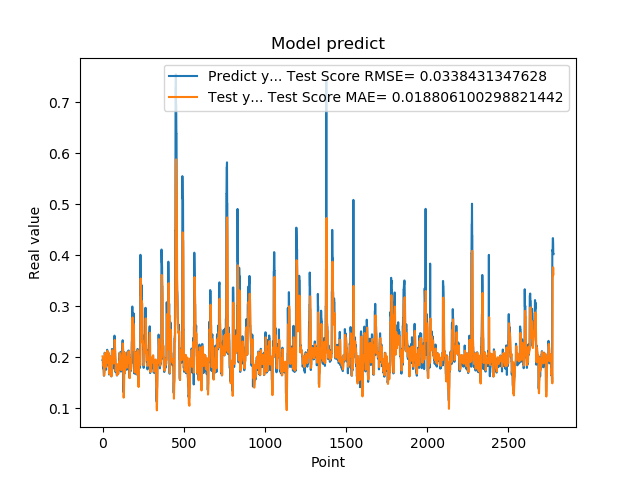 Model predict
Predict y... Test Score RMSE= 0.0338431347628
Test y... Test Score MAE= 0.018806100298821442
Real value
0.7
0.6
0.5
0.4
0.3
0.2
0.1
0 500 1000 1500 2000 2500
Point